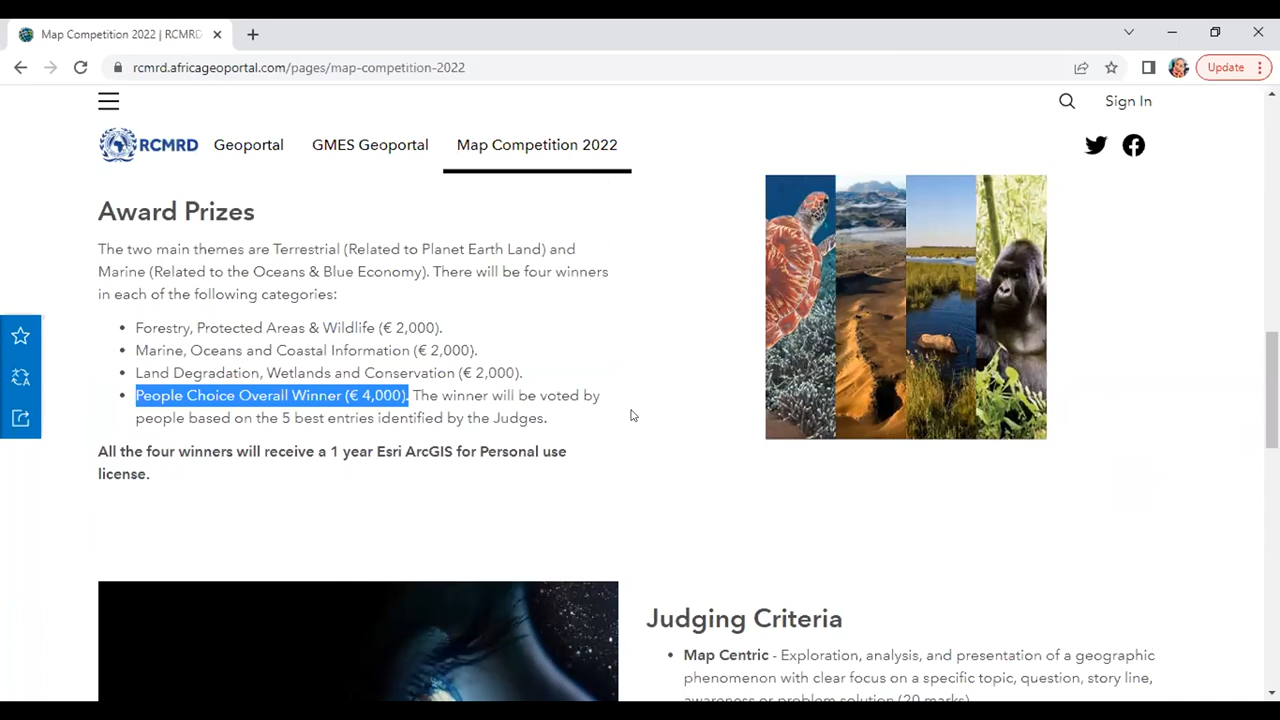 Map Competition 2022 | RCMRD
rcmrd.africageoportal.com/pages/map-competition-2022
Update
Sign In
RCMRD
Geoportal
GMES Geoportal
Map Competition 2022
Award Prizes
The two main themes are Terrestrial (Related to Planet Earth Land) and
Marine (Related to the Oceans & Blue Economy). There will be four winners
in each of the following categories:
• Forestry, Protected Areas & Wildlife (€ 2,000).
• Marine, Oceans and Coastal Information (€ 2,000).
• Land Degradation, Wetlands and Conservation (€ 2,000).
• People Choice Overall Winner (€ 4,000). The winner will be voted by
people based on the 5 best entries identified by the Judges.
All the four winners will receive a 1 year Esri ArcGIS for Personal use
license.
Judging Criteria
• Map Centric - Exploration, analysis, and presentation of a geographic
phenomenon with clear focus on a specific topic, question, story line,
awareness or problem solution (20 marks)